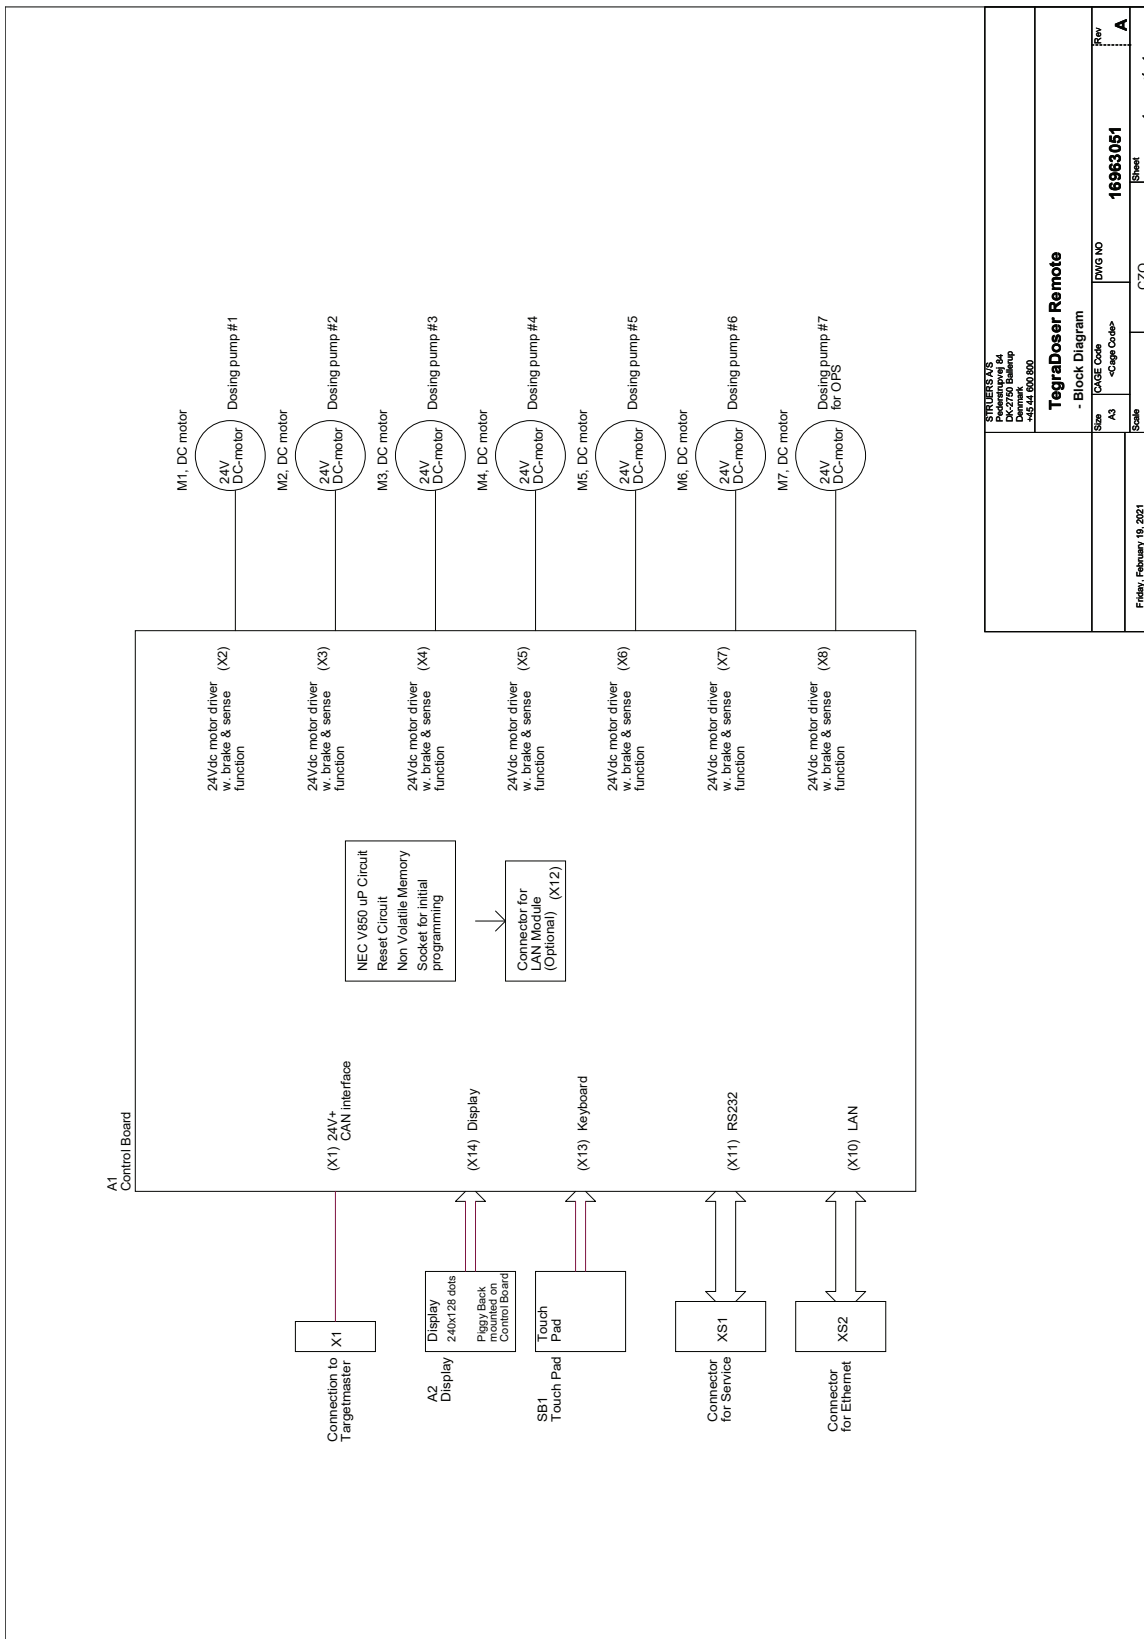 A1
Control Board
Connection to
Targetmaster
X1
(X1) 24V+
CAN interface
A2
Display
Display
240x128 dots
Piggy Back
mounted on
Control Board
(X14) Display
SB1
Touch Pad
Touch
Pad
(X13) Keyboard
Connector
for Service
XS1
(X11) RS232
Connector
for Ethernet
XS2
(X10) LAN
NEC V850 uP Circuit
Reset Circuit
Non Volatile Memory
Socket for initial
programming
Connector for
LAN Module
(Optional) (X12)
24Vdc motor driver (X2)
w. brake & sense
function
M1, DC motor
24V
DC-motor
Dosing pump #1
24Vdc motor driver (X3)
w. brake & sense
function
M2, DC motor
24V
DC-motor
Dosing pump #2
24Vdc motor driver (X4)
w. brake & sense
function
M3, DC motor
24V
DC-motor
Dosing pump #3
24Vdc motor driver (X5)
w. brake & sense
function
M4, DC motor
24V
DC-motor
Dosing pump #4
24Vdc motor driver (X6)
w. brake & sense
function
M5, DC motor
24V
DC-motor
Dosing pump #5
24Vdc motor driver (X7)
w. brake & sense
function
M6, DC motor
24V
DC-motor
Dosing pump #6
24Vdc motor driver (X8)
w. brake & sense
function
M7, DC motor
24V
DC-motor
Dosing pump #7
for OPS
STRUERS A/S
Pederstrupvej 84
DK-2750 Ballerup
Denmark
+45 44 600 800
TegraDoser Remote
- Block Diagram
Size
A3
CAGE Code
<Cage Code>
DWG NO
16963051
Rev
A
Friday, February 19, 2021
Scale
Sheet